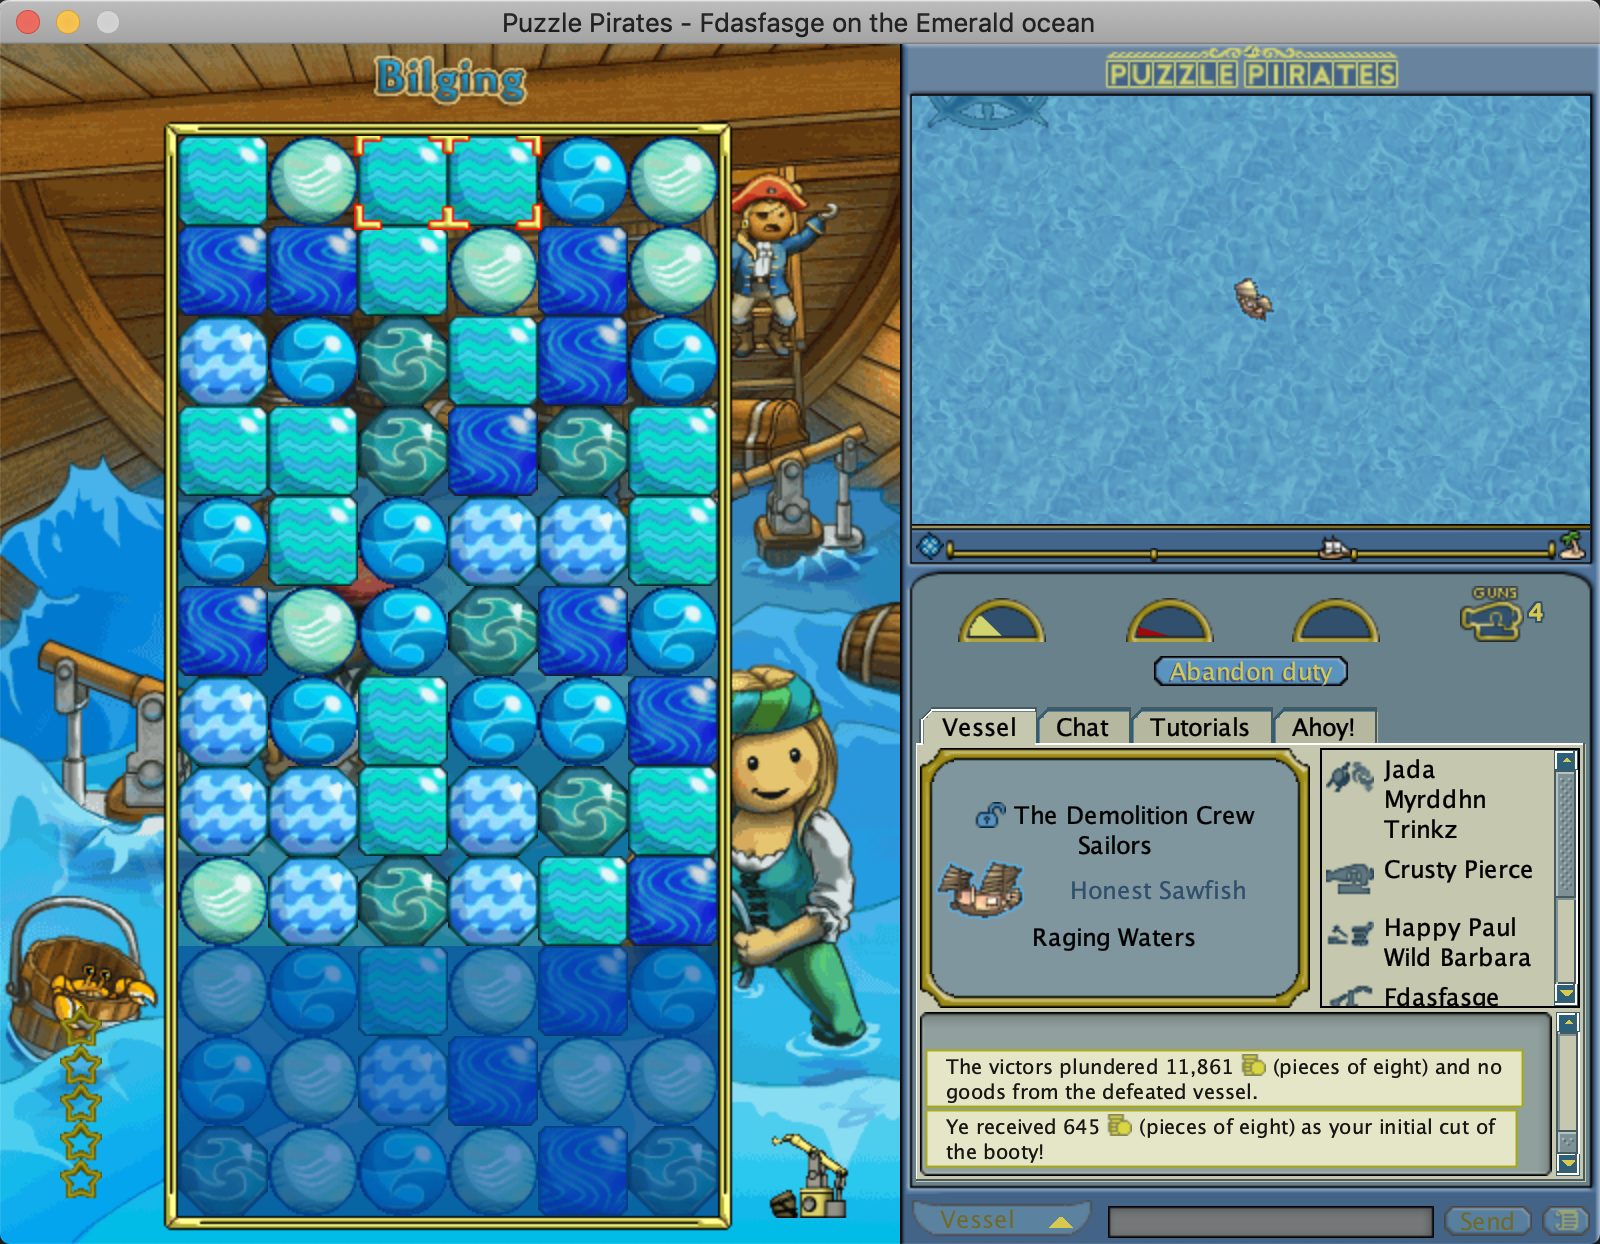 Puzzle Pirates - Fdasfasge on the Emerald ocean
Bilging
PUZZLE PIRATES
GUNS
4
Abandon duty
Vessel
Chat
Tutorials
Ahoy!
The Demolition Crew
Sailors
Honest Sawfish
Raging Waters
Jada
Myrddhn
Trinkz
Crusty Pierce
Happy Paul
Wild Barbara
Fdasfasge
The victors plundered 11,861 (pieces of eight) and no
goods from the defeated vessel.
Ye received 645 (pieces of eight) as your initial cut of
the booty!
Vessel
Send